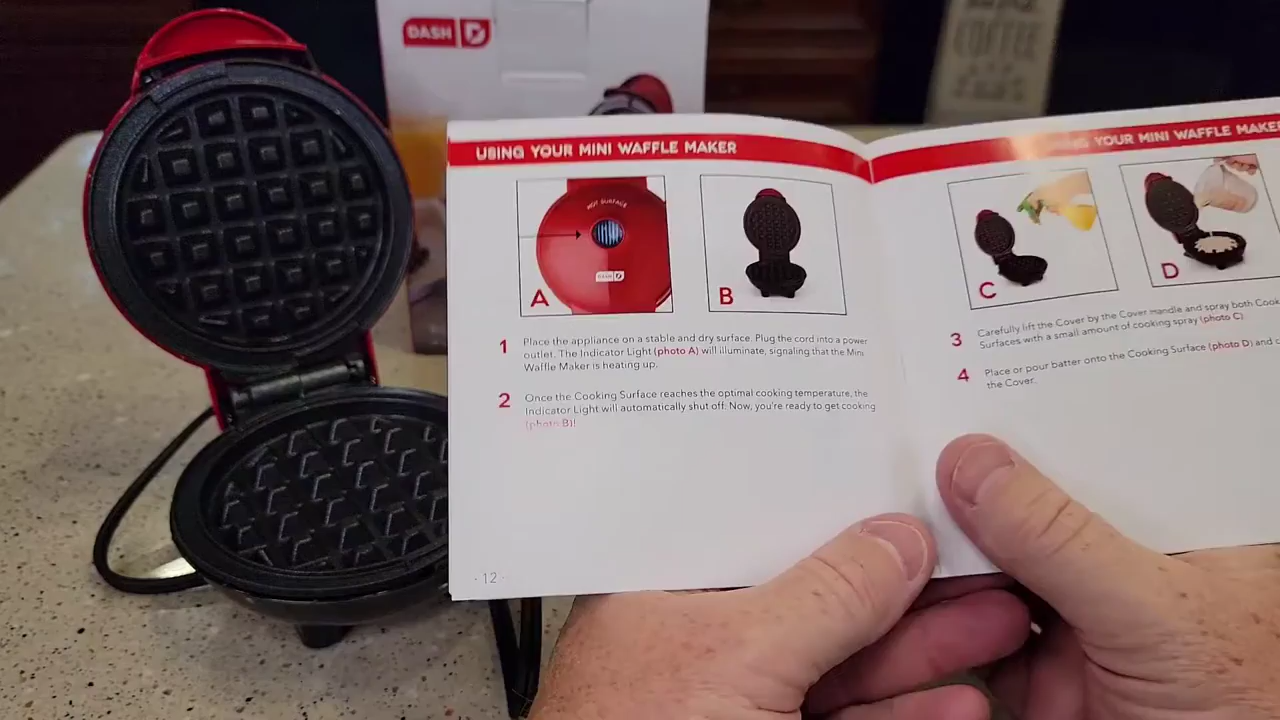 DASH D
COFFEE
USING YOUR MINI WAFFLE MAKER
HOT SURFACE
DASH D
A
B
1 Place the appliance on a stable and dry surface. Plug the cord into a power
outlet. The Indicator Light (photo A) will illuminate, signaling that the Mini
Waffle Maker is heating up.
2 Once the Cooking Surface reaches the optimal cooking temperature, the
Indicator Light will automatically shut off. Now, you're ready to get cooking
(photo B)!
· 12 ·
YOUR MINI WAFFLE MAKER
C
D
3 Carefully lift the Cover by the Cover Handle and spray both
Surfaces with a small amount of cooking spray (photo C).
4 Place or pour batter onto the Cooking Surface (photo D) and
the Cover.